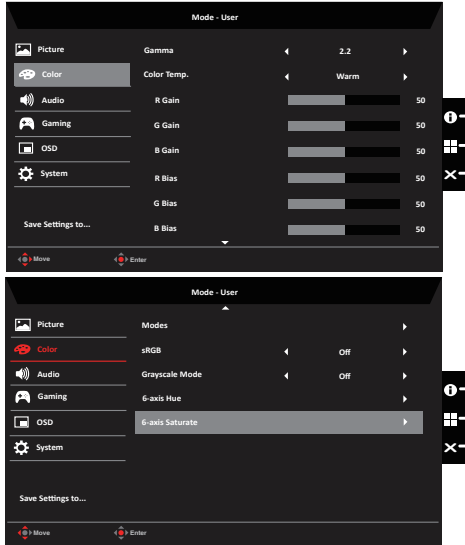 Mode - User
Picture Gamma 2.2
Color Color Temp. Warm
Audio R Gain 50
Gaming G Gain 50
OSD B Gain 50
System R Bias 50
G Bias 50
Save Settings to... B Bias 50
Move Enter
Mode - User
Picture Modes
Color sRGB Off
Audio Grayscale Mode Off
Gaming 6-axis Hue
OSD 6-axis Saturate
System
Save Settings to...
Move Enter